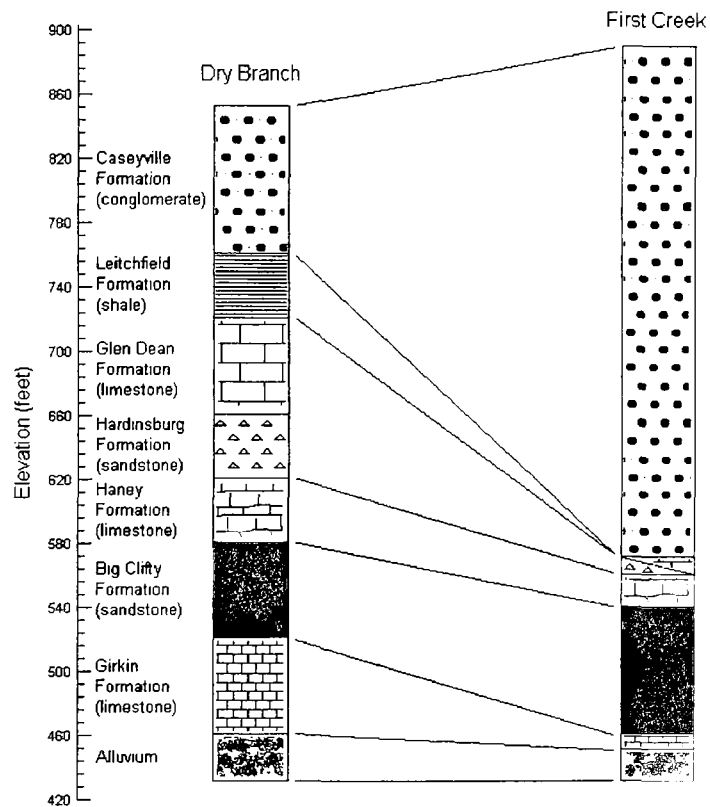 First Creek
Dry Branch
Elevation (feet)
900
860
820
780
740
700
660
620
580
540
500
460
420
Caseyville
Formation
(conglomerate)
Leitchfield
Formation
(shale)
Glen Dean
Formation
(limestone)
Hardinsburg
Formation
(sandstone)
Haney
Formation
(limestone)
Big Clifty
Formation
(sandstone)
Girkin
Formation
(limestone)
Alluvium